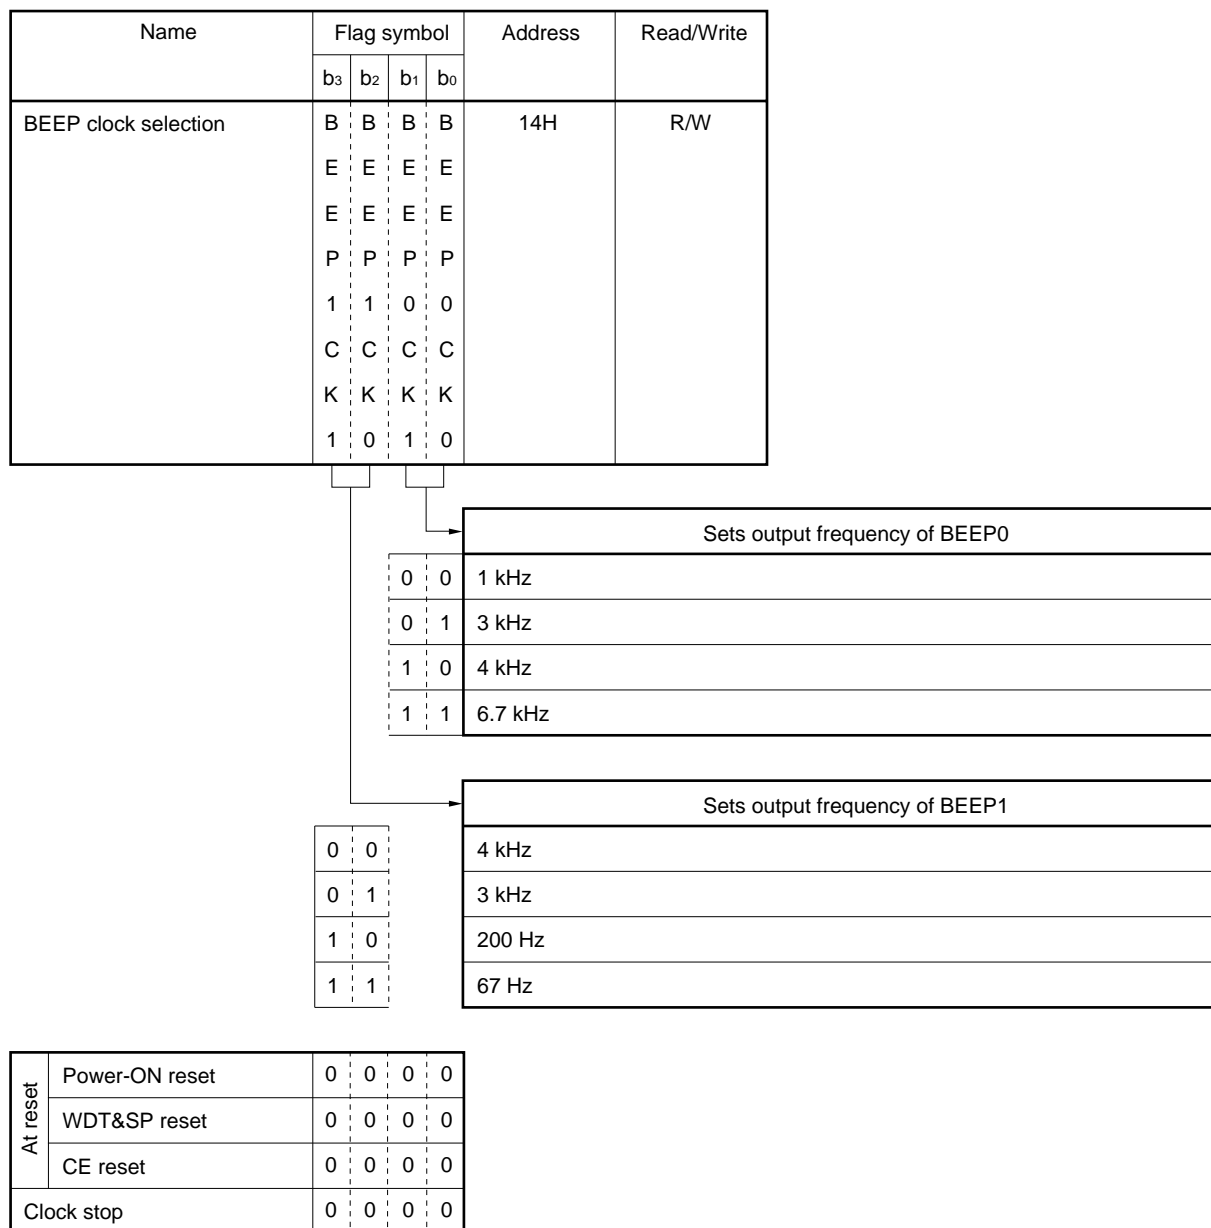 Name Flag symbol Address Read/Write
b3 b2 b1 b0
BEEP clock selection B B B B 14H R/W
E E E E
E E E E
P P P P
1 1 0 0
C C C C
K K K K
1 0 1 0
Sets output frequency of BEEP0
0 0 1 kHz
0 1 3 kHz
1 0 4 kHz
1 1 6.7 kHz
Sets output frequency of BEEP1
0 0 4 kHz
0 1 3 kHz
1 0 200 Hz
1 1 67 Hz
At reset
Power-ON reset 0 0 0 0
WDT&SP reset 0 0 0 0
CE reset 0 0 0 0
Clock stop 0 0 0 0